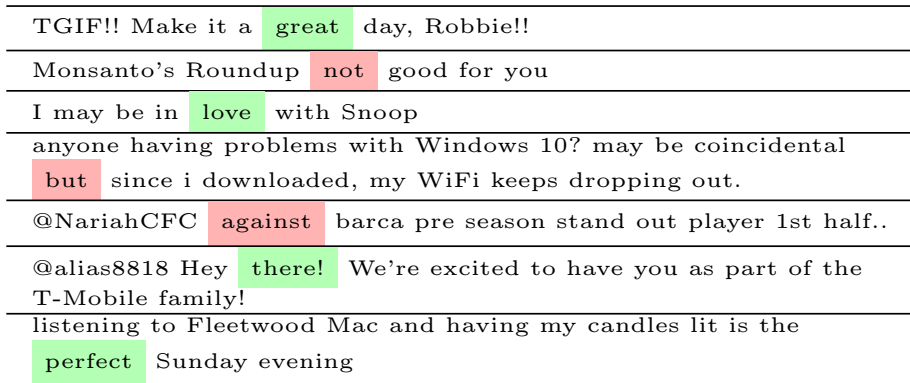 TGIF!! Make it a great day, Robbie!!
Monsanto's Roundup not good for you
I may be in love with Snoop
anyone having problems with Windows 10? may be coincidental
but since i downloaded, my WiFi keeps dropping out.
@NariahCFC against barca pre season stand out player 1st half..
@alias8818 Hey there! We're excited to have you as part of the
T-Mobile family!
listening to Fleetwood Mac and having my candles lit is the
perfect Sunday evening